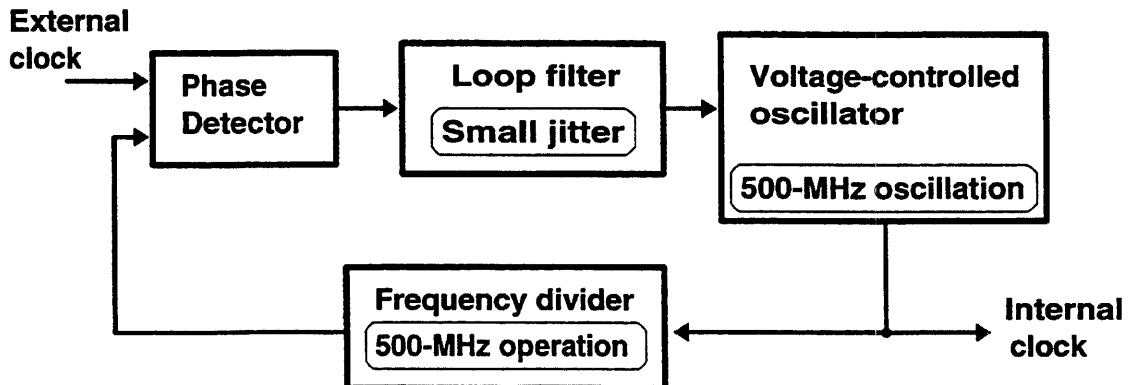 External
clock
Phase
Detector
Loop filter
Small jitter
Voltage-controlled
oscillator
500-MHz oscillation
Frequency divider
500-MHz operation
Internal
clock